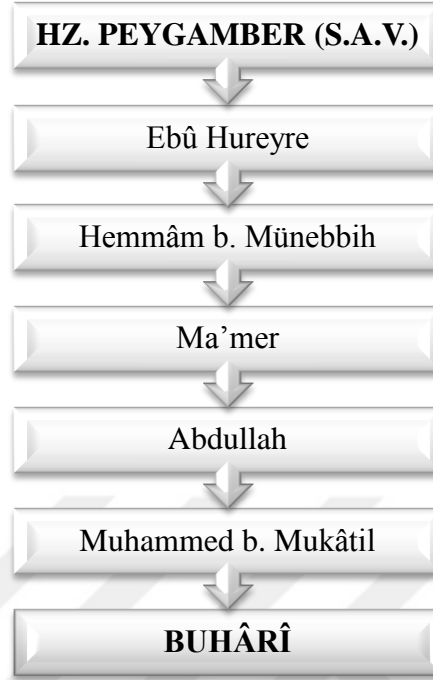 HZ. PEYGAMBER (S.A.V.)
Ebû Hureyre
Hemmâm b. Münebbih
Ma’mer
Abdullah
Muhammed b. Mukâtil
BUHÂRÎ